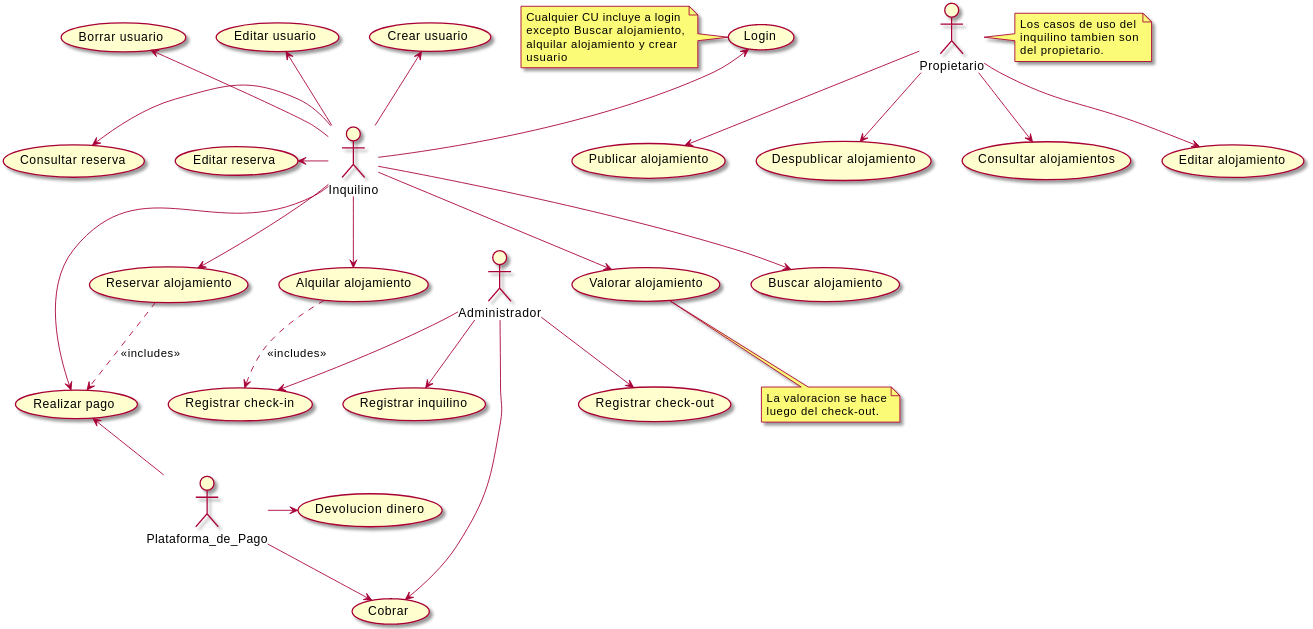 Borrar usuario
Editar usuario
Crear usuario
Cualquier CU incluye a login
excepto Buscar alojamiento,
alquilar alojamiento y crear
usuario
Login
Propietario
Los casos de uso del
inquilino tambien son
del propietario.
Consultar reserva
Editar reserva
Inquilino
Publicar alojamiento
Despublicar alojamiento
Consultar alojamientos
Editar alojamiento
Reservar alojamiento
Alquilar alojamiento
Administrador
Valorar alojamiento
Buscar alojamiento
«includes»
«includes»
Realizar pago
Registrar check-in
Registrar inquilino
Registrar check-out
La valoracion se hace
luego del check-out.
Plataforma_de_Pago
Devolucion dinero
Cobrar